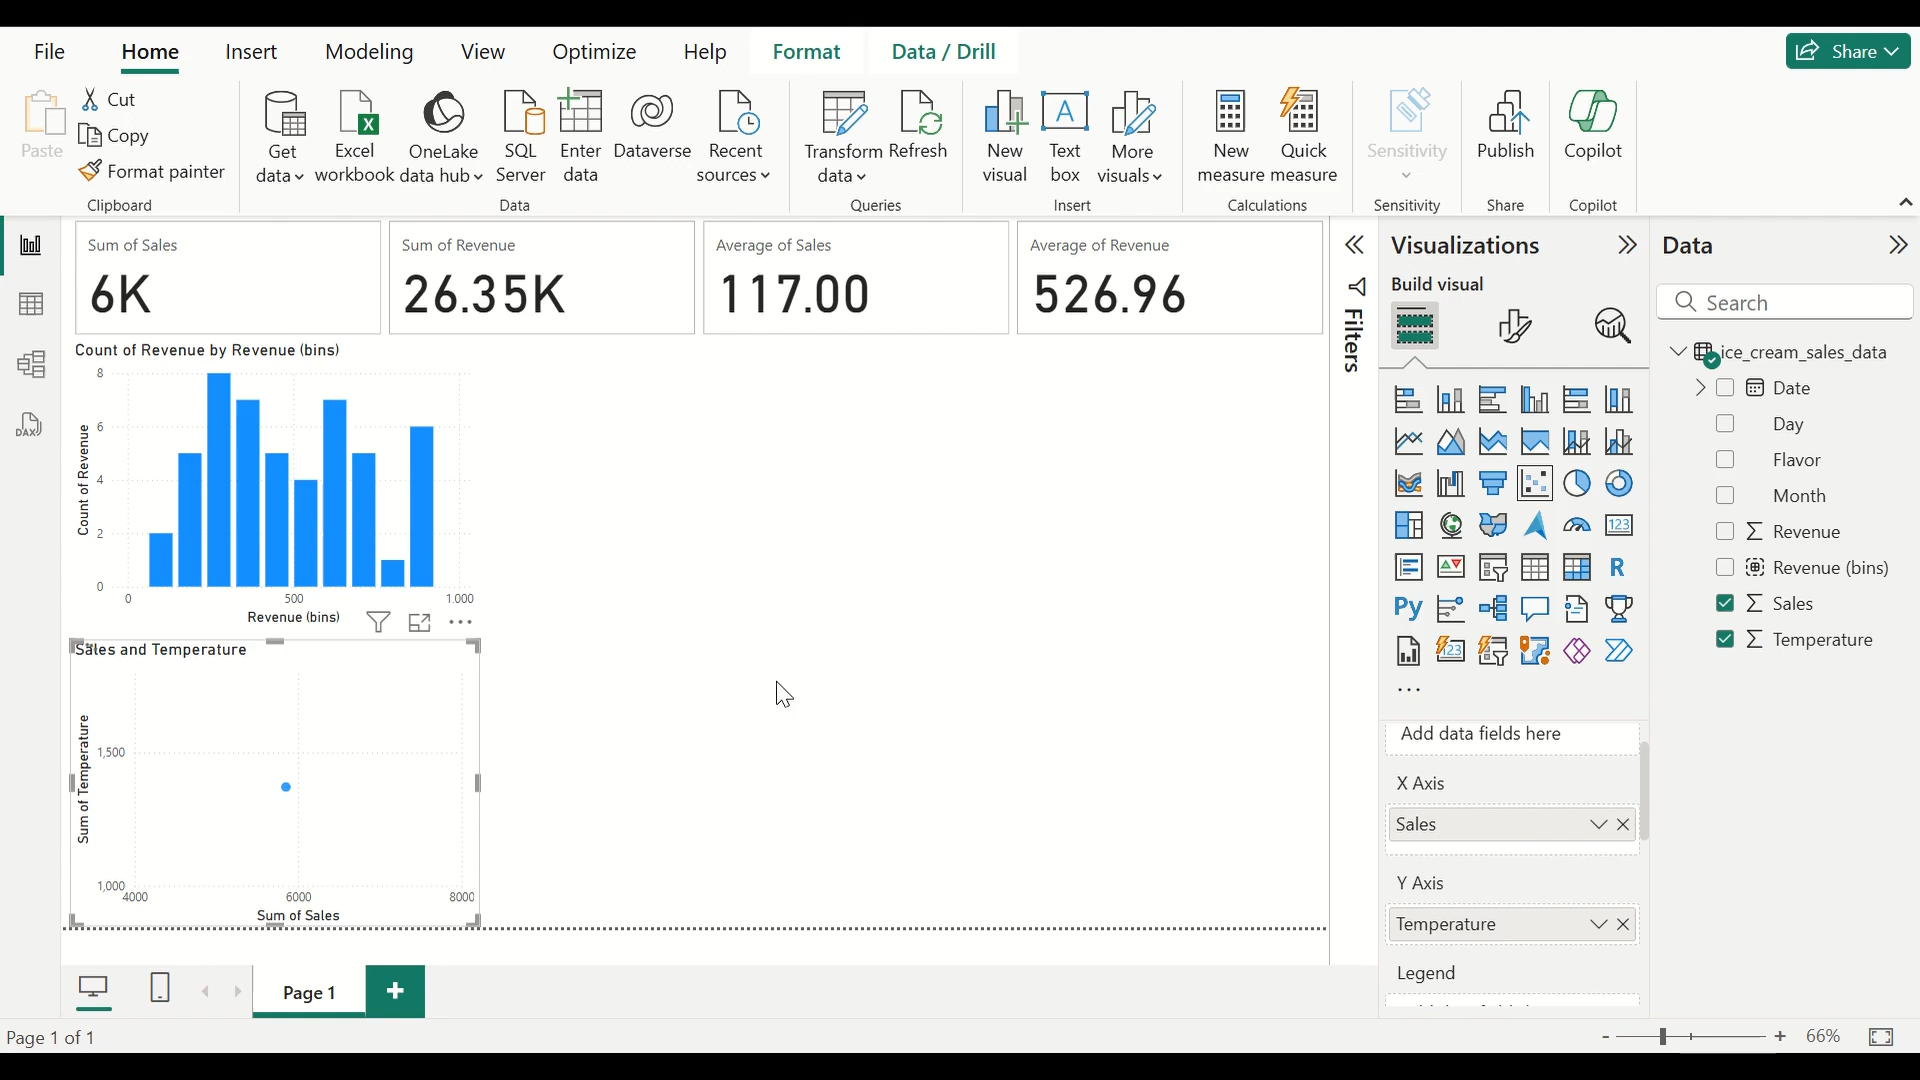 File Home Insert Modeling View Optimize Help Format Data / Drill Share
Paste Cut
Copy
Format painter
Clipboard
Get data
Excel workbook
OneLake data hub
SQL Server
Enter data
Dataverse
Recent sources
Data
Transform data
Refresh
Queries
New visual
Text box
More visuals
Insert
New measure
Quick measure
Calculations
Sensitivity
Sensitivity
Publish
Share
Copilot
Copilot
DAX
Sum of Sales
6K
Sum of Revenue
26.35K
Average of Sales
117.00
Average of Revenue
526.96
Count of Revenue by Revenue (bins)
Count of Revenue
8
6
4
2
0
0 500 1.000
Revenue (bins)
Sales and Temperature
Sum of Temperature
1,500
1,000
4000 6000 8000
Sum of Sales
Filters
Visualizations
Build visual
123
R
Py
123
Add data fields here
X Axis
Sales
Y Axis
Temperature
Legend
Data
Search
ice_cream_sales_data
Date
Day
Flavor
Month
Revenue
Revenue (bins)
Sales
Temperature
Page 1
Page 1 of 1
66%